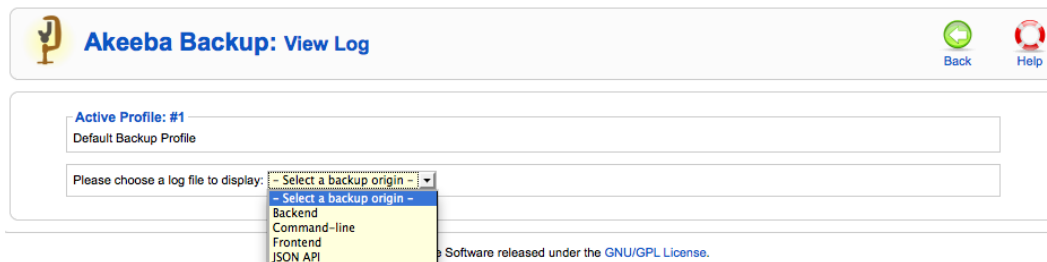 Akeeba Backup: View Log
Back
Help
Active Profile: #1
Default Backup Profile
Please choose a log file to display: – Select a backup origin –
– Select a backup origin –
Backend
Command-line
Frontend
Software released under the GNU/GPL License.
JSON API